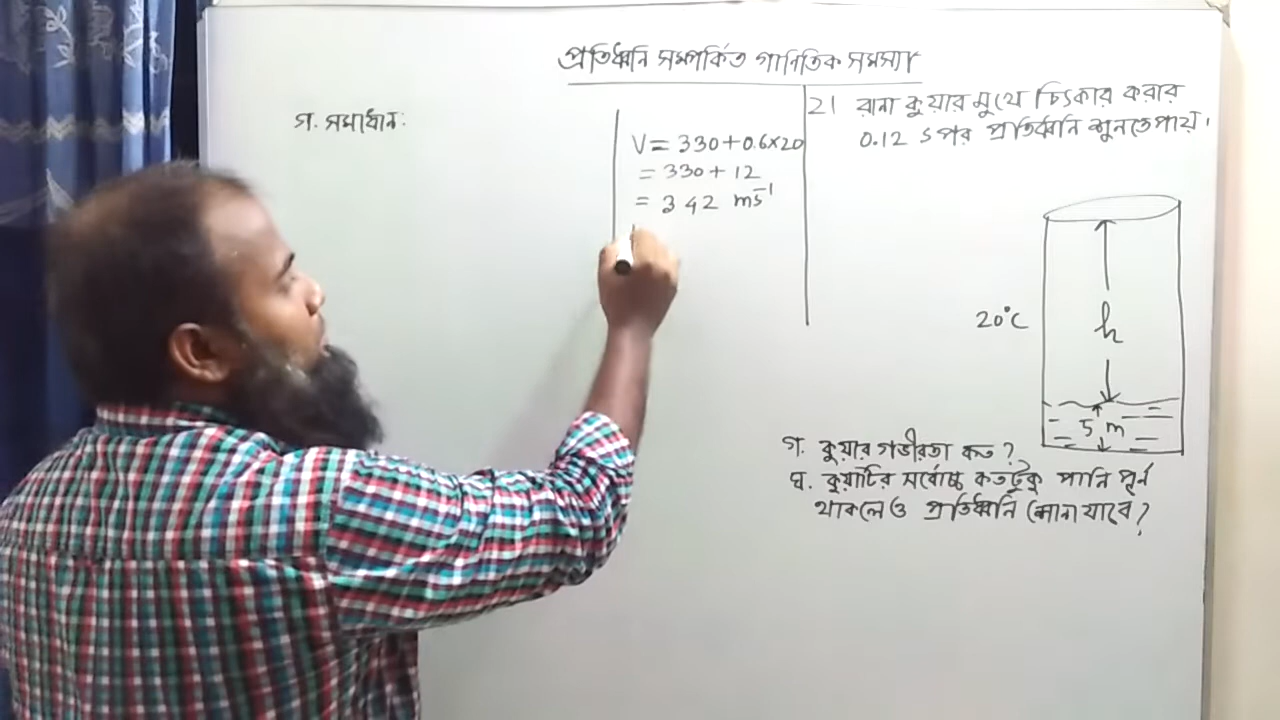 প্রতিধ্বনি সম্পর্কিত গানিতিক সমস্যা
গ. সমাধান:
V = 330+0.6×20
= 330+ 12
= 342 ms⁻¹
2। রানা কুয়ার মুখে চিৎকার করার
0.12 s পর প্রতিধ্বনি শুনতে পায়।
20°C
h
5 m
গ. কুয়ার গভীরতা কত?
ঘ. কুয়াটির সর্বোচ্চ কতটুকু পানি পূর্ন
থাকলেও প্রতিধ্বনি শোনা যাবে?